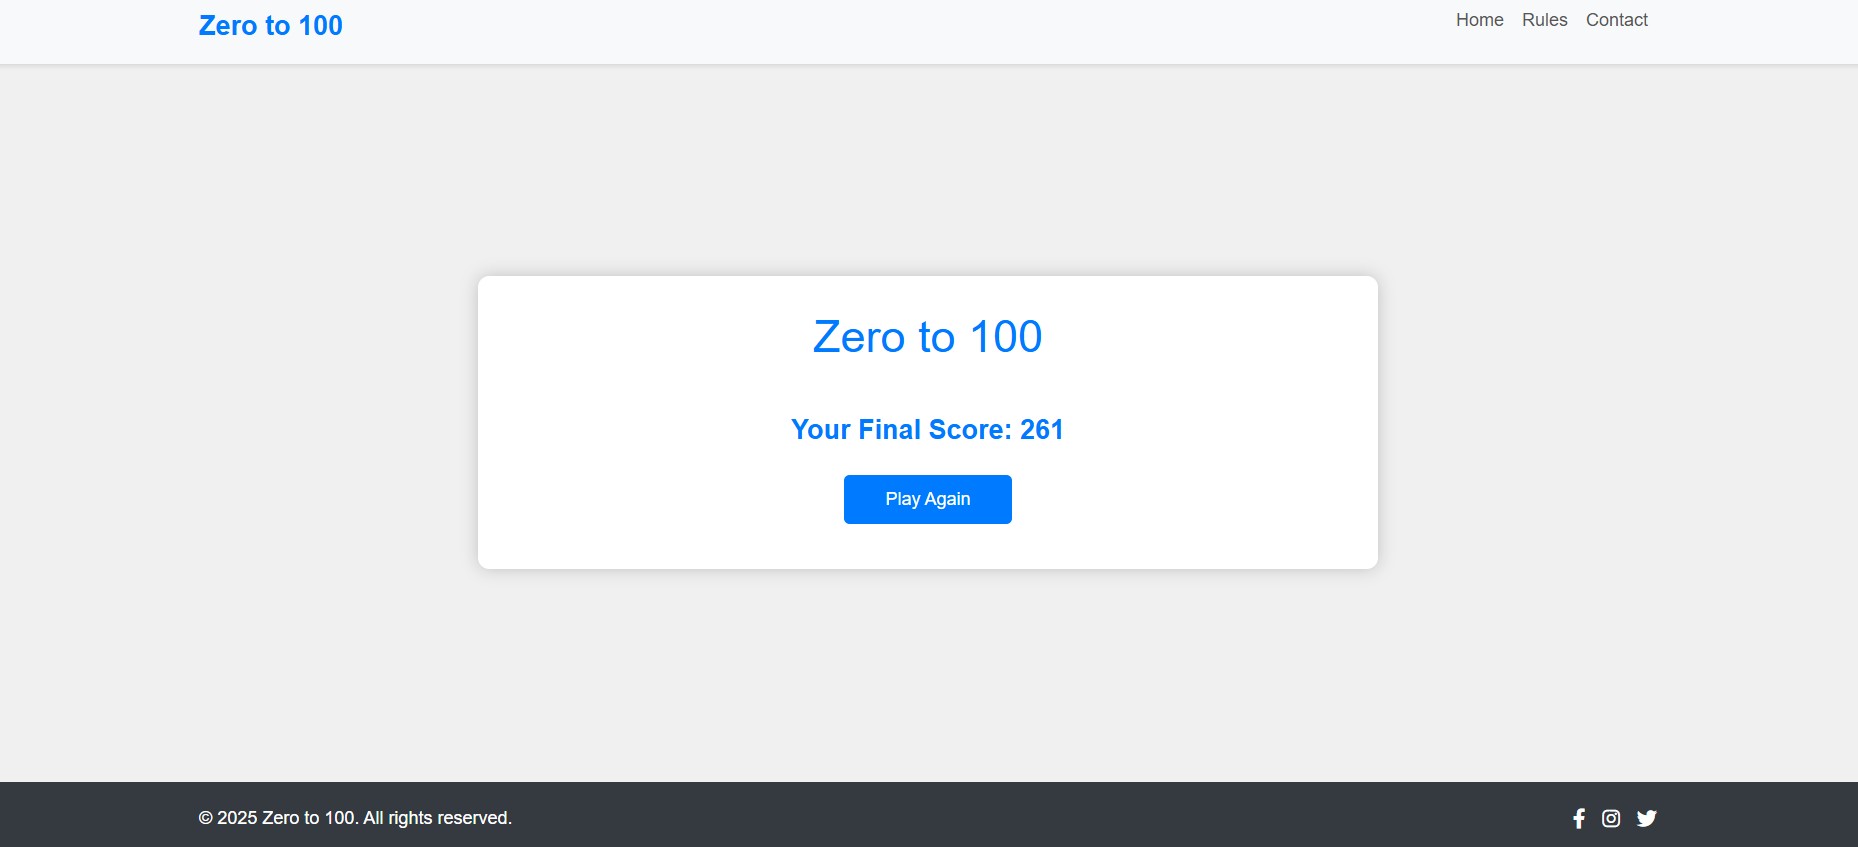 Zero to 100
Home Rules Contact
Zero to 100
Your Final Score: 261
Play Again
© 2025 Zero to 100. All rights reserved.